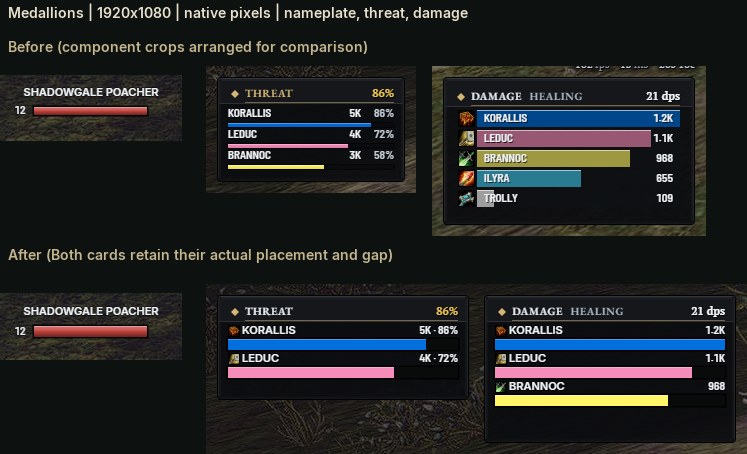 Medallions | 1920x1080 | native pixels | nameplate, threat, damage
Before (component crops arranged for comparison)
SHADOWGALE POACHER
12
THREAT 86%
KORALLIS 5K 86%
LEDUC 4K 72%
BRANNOC 3K 58%
DAMAGE HEALING 21 dps
KORALLIS 1.2K
LEDUC 1.1K
BRANNOC 968
ILYRA 655
TROLLY 109
After (Both cards retain their actual placement and gap)
SHADOWGALE POACHER
12
THREAT 86%
KORALLIS 5K · 86%
LEDUC 4K · 72%
DAMAGE HEALING 21 dps
KORALLIS 1.2K
LEDUC 1.1K
BRANNOC 968